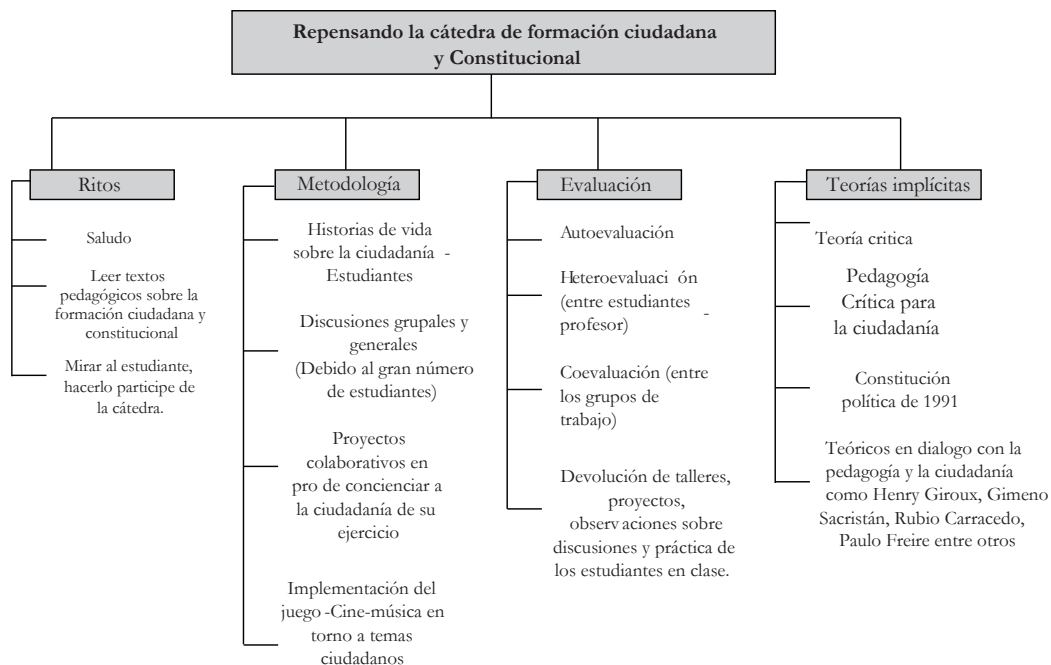 Repensando la cátedra de formación ciudadana
y Constitucional
Ritos
Saludo
Leer textos
pedagógicos sobre la
formación ciudadana y
constitucional
Mirar al estudiante,
hacerlo participe de
la cátedra.
Metodología
Historias de vida
sobre la ciudadanía -
Estudiantes
Discusiones grupales y
generales
(Debido al gran número
de estudiantes)
Proyectos
colaborativos en
pro de concienciar a
la ciudadanía de su
ejercicio
Implementación del
juego -Cine-música en
torno a temas
ciudadanos
Evaluación
Autoevaluación
Heteroevaluaci ón
(entre estudiantes -
profesor)
Coevaluación (entre
los grupos de
trabajo)
Devolución de talleres,
proyectos,
observaciones sobre
discusiones y práctica de
los estudiantes en clase.
Teorías implícitas
Teoría critica
Pedagogía
Crítica para
la ciudadanía
Constitución
política de 1991
Teóricos en dialogo con la
pedagogía y la ciudadanía
como Henry Giroux, Gimeno
Sacristán, Rubio Carracedo,
Paulo Freire entre otros